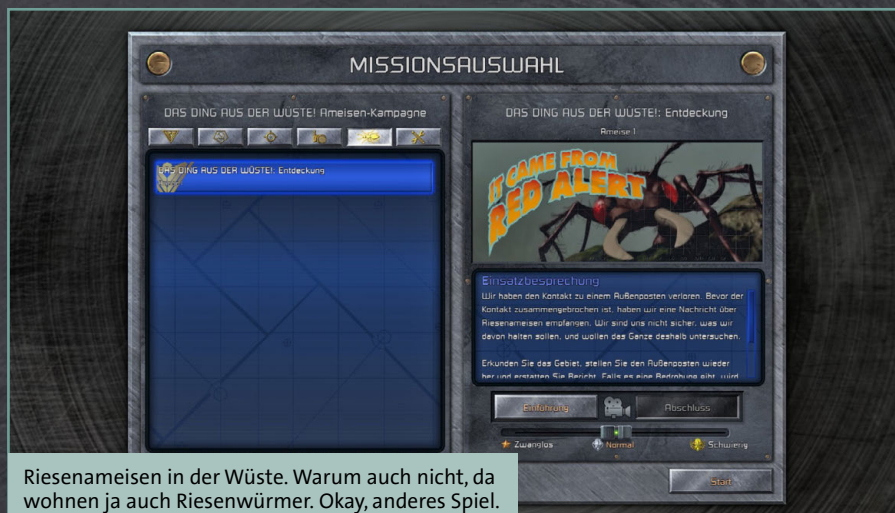 MISSIONSAUSWAHL
DAS DING AUS DER WÜSTE! Ameisen-Kampagne
DAS DING AUS DER WÜSTE!: Entdeckung
DAS DING AUS DER WÜSTE!: Entdeckung
Ameise 1
IT CAME FROM
RED ALERT
Einsatzbesprechung
Wir haben den Kontakt zu einem Außenposten verloren. Bevor der
Kontakt zusammengebrochen ist, haben wir eine Nachricht über
Riesenameisen empfangen. Wir sind uns nicht sicher, was wir
davon halten sollen, und wollen das Ganze deshalb untersuchen.
Erkunden Sie das Gebiet, stellen Sie den Außenposten wieder
her und erstatten Sie Bericht. Falls es eine Bedrohung gibt, wird
Einführung
Abschluss
Zwanglos
Normal
Schwierig
Start
Riesenameisen in der Wüste. Warum auch nicht, da
wohnen ja auch Riesenwürmer. Okay, anderes Spiel.